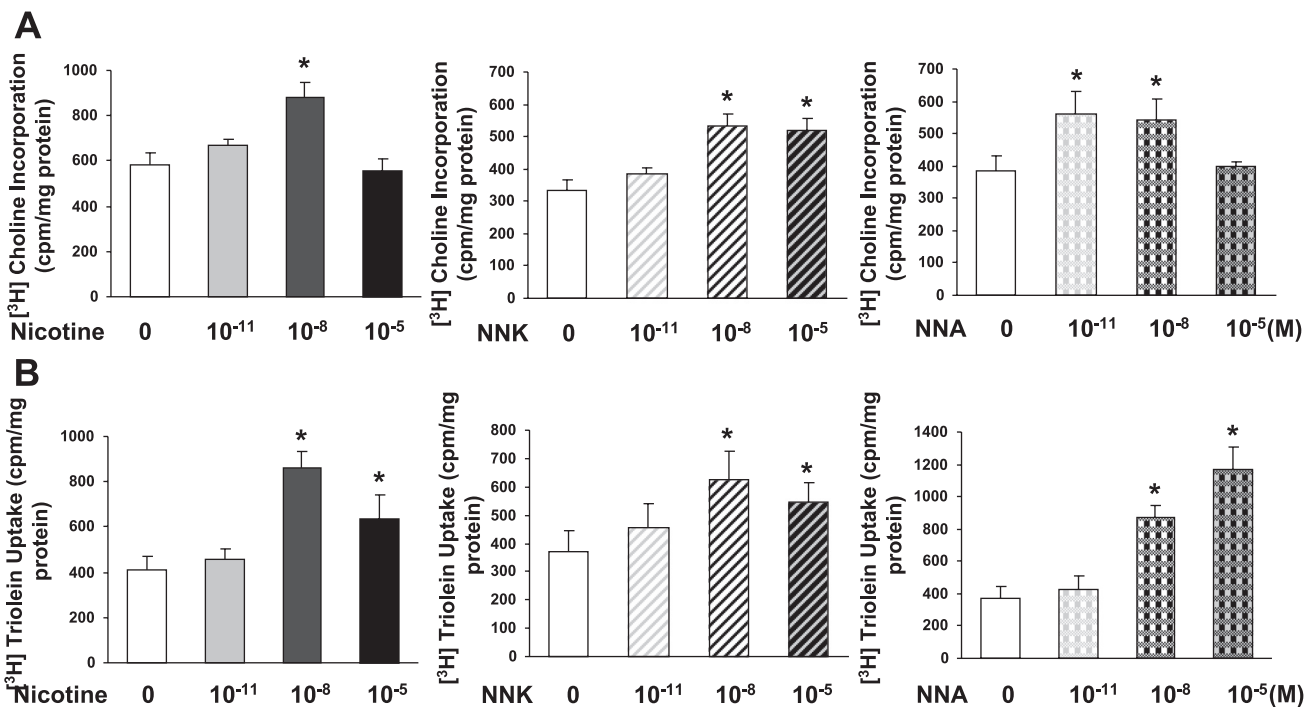 A
[³H] Choline Incorporation
(cpm/mg protein)
1000
800
600
400
200
0
*
Nicotine 0 10⁻¹¹ 10⁻⁸ 10⁻⁵
[³H] Choline Incorporation
(cpm/mg protein)
700
600
500
400
300
200
100
0
* *
NNK 0 10⁻¹¹ 10⁻⁸ 10⁻⁵
[³H] Choline Incorporation
(cpm/mg protein)
700
600
500
400
300
200
100
0
* *
NNA 0 10⁻¹¹ 10⁻⁸ 10⁻⁵(M)
B
[³H] Triolein Uptake (cpm/mg
protein)
1000
800
600
400
200
0
* *
Nicotine 0 10⁻¹¹ 10⁻⁸ 10⁻⁵
[³H] Triolein Uptake (cpm/mg
protein)
800
700
600
500
400
300
200
100
0
* *
NNK 0 10⁻¹¹ 10⁻⁸ 10⁻⁵
[³H] Triolein Uptake (cpm/mg
protein)
1400
1200
1000
800
600
400
200
0
* *
NNA 0 10⁻¹¹ 10⁻⁸ 10⁻⁵(M)